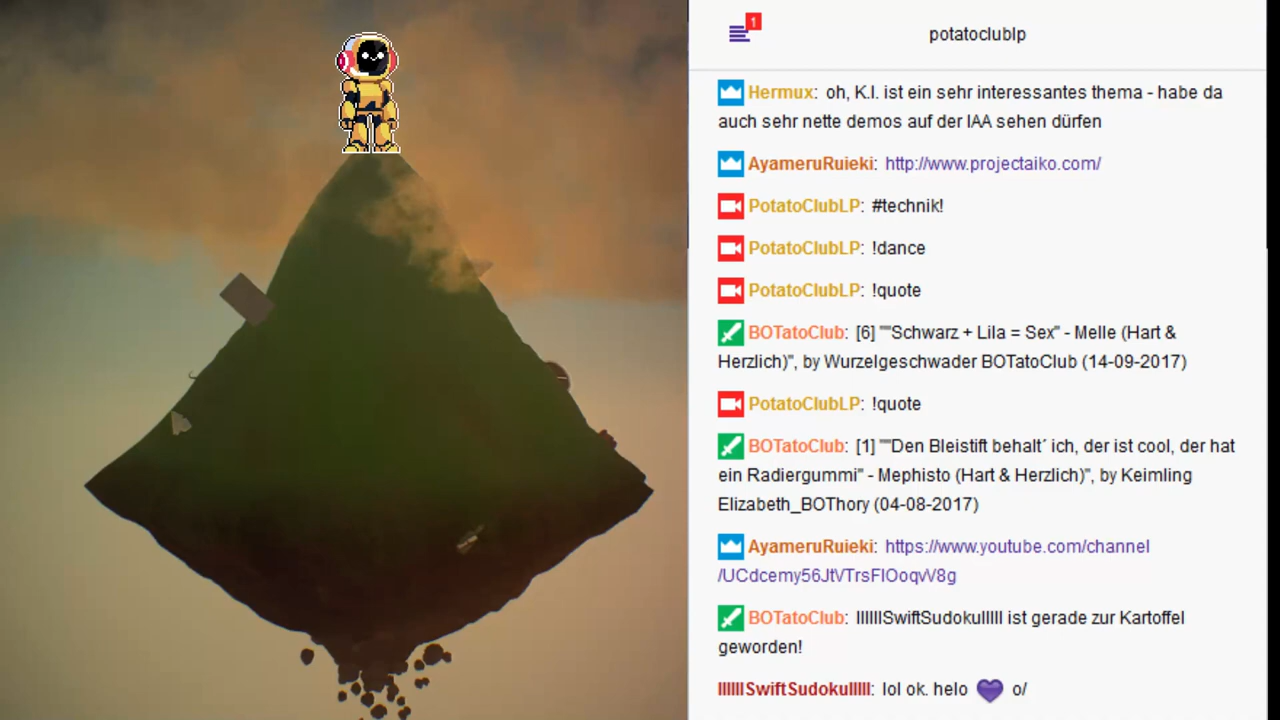 1
potatoclublp
Hermux: oh, K.I. ist ein sehr interessantes thema - habe da
auch sehr nette demos auf der IAA sehen dürfen
AyameruRuieki: http://www.projectaiko.com/
PotatoClubLP: #technik!
PotatoClubLP: !dance
PotatoClubLP: !quote
BOTatoClub: [6] ""Schwarz + Lila = Sex" - Melle (Hart &
Herzlich)", by Wurzelgeschwader BOTatoClub (14-09-2017)
PotatoClubLP: !quote
BOTatoClub: [1] ""Den Bleistift behalt´ ich, der ist cool, der hat
ein Radiergummi" - Mephisto (Hart & Herzlich)", by Keimling
Elizabeth_BOThory (04-08-2017)
AyameruRuieki: https://www.youtube.com/channel
/UCdcemy56JtVTrsFIOoqvV8g
BOTatoClub: llllllSwiftSudokulllll ist gerade zur Kartoffel
geworden!
llllllSwiftSudokulllll: lol ok. helo 💜 o/